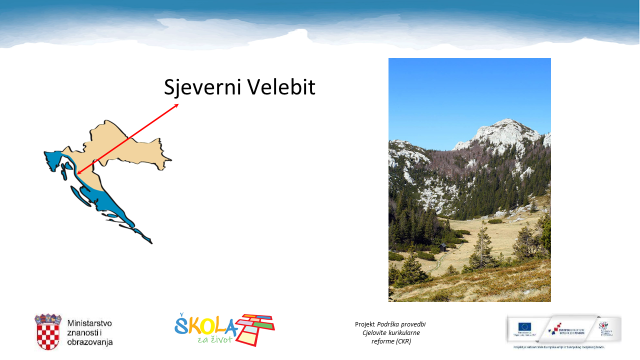 Sjeverni Velebit
Ministarstvo
znanosti i
obrazovanja
ŠKOLA
za život
Projekt Podrška provedbi
Cjelovite kurikularne
reforme (CKR)